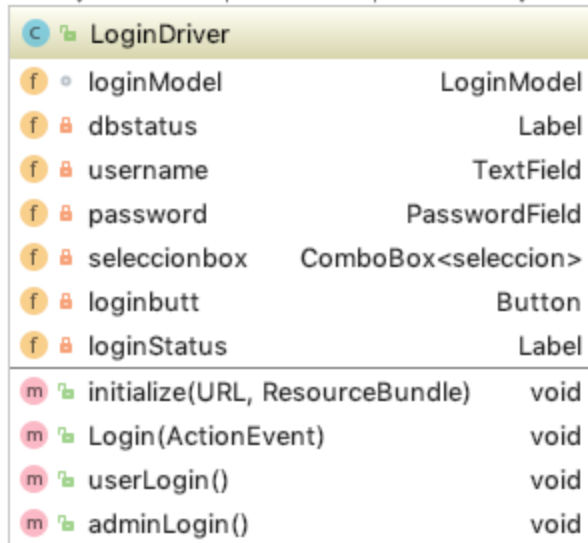 C LoginDriver
f loginModel LoginModel
f dbstatus Label
f username TextField
f password PasswordField
f seleccionbox ComboBox<seleccion>
f loginbutt Button
f loginStatus Label
m initialize(URL, ResourceBundle) void
m Login(ActionEvent) void
m userLogin() void
m adminLogin() void